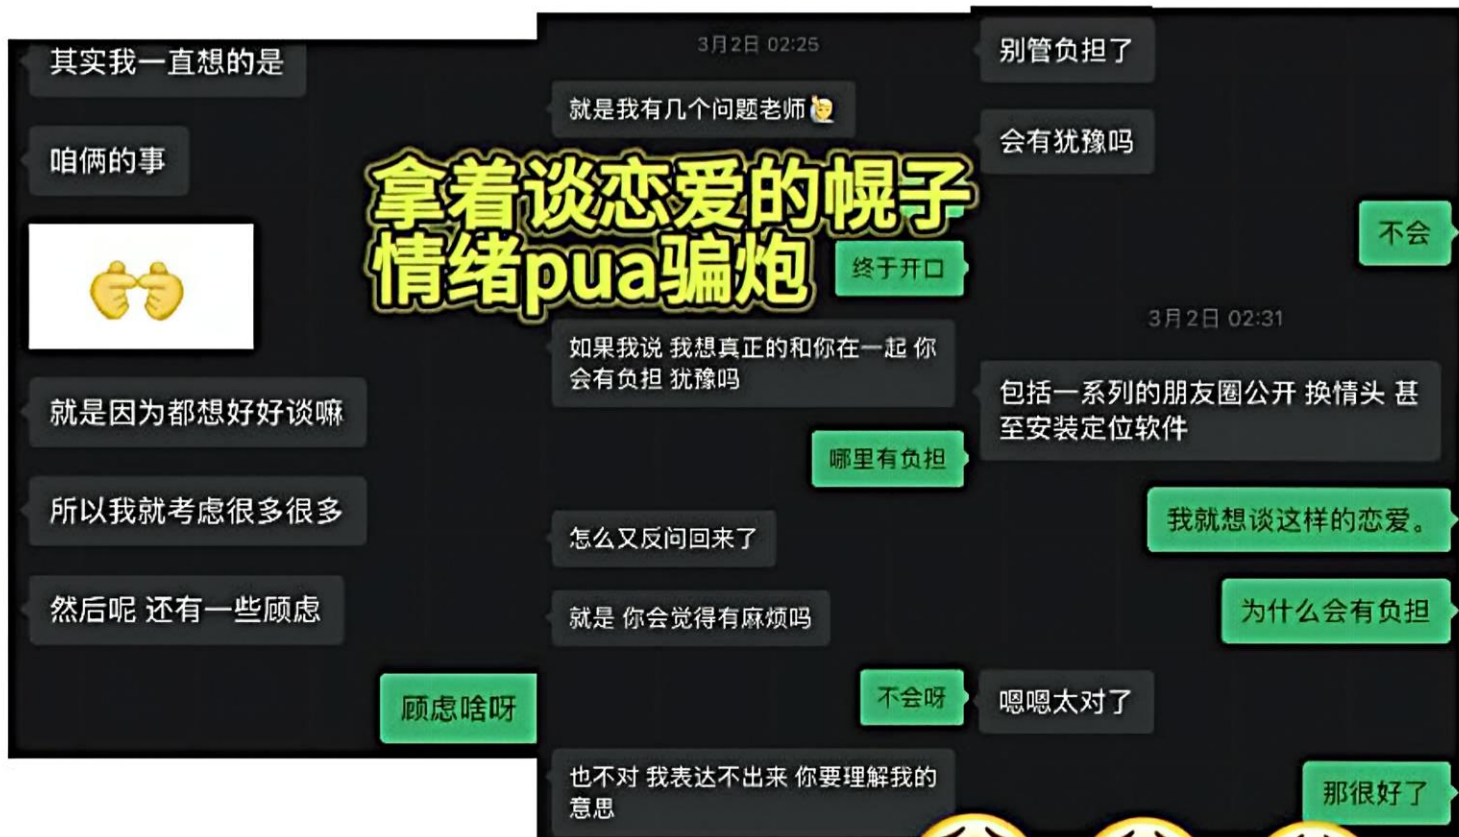 其实我一直想的是
咱俩的事
就是因为都想好好谈嘛
所以我就考虑很多很多
然后呢 还有一些顾虑
顾虑啥呀
3月2日 02:25
就是我有几个问题老师
拿着谈恋爱的幌子
情绪pua骗炮
终于开口
如果我说 我想真正的和你在一起 你
会有负担 犹豫吗
哪里有负担
怎么又反问回来了
就是 你会觉得有麻烦吗
不会呀
也不对 我表达不出来 你要理解我的
意思
别管负担了
会有犹豫吗
不会
3月2日 02:31
包括一系列的朋友圈公开 换情头 甚
至安装定位软件
我就想谈这样的恋爱。
为什么会有负担
嗯嗯太对了
那很好了